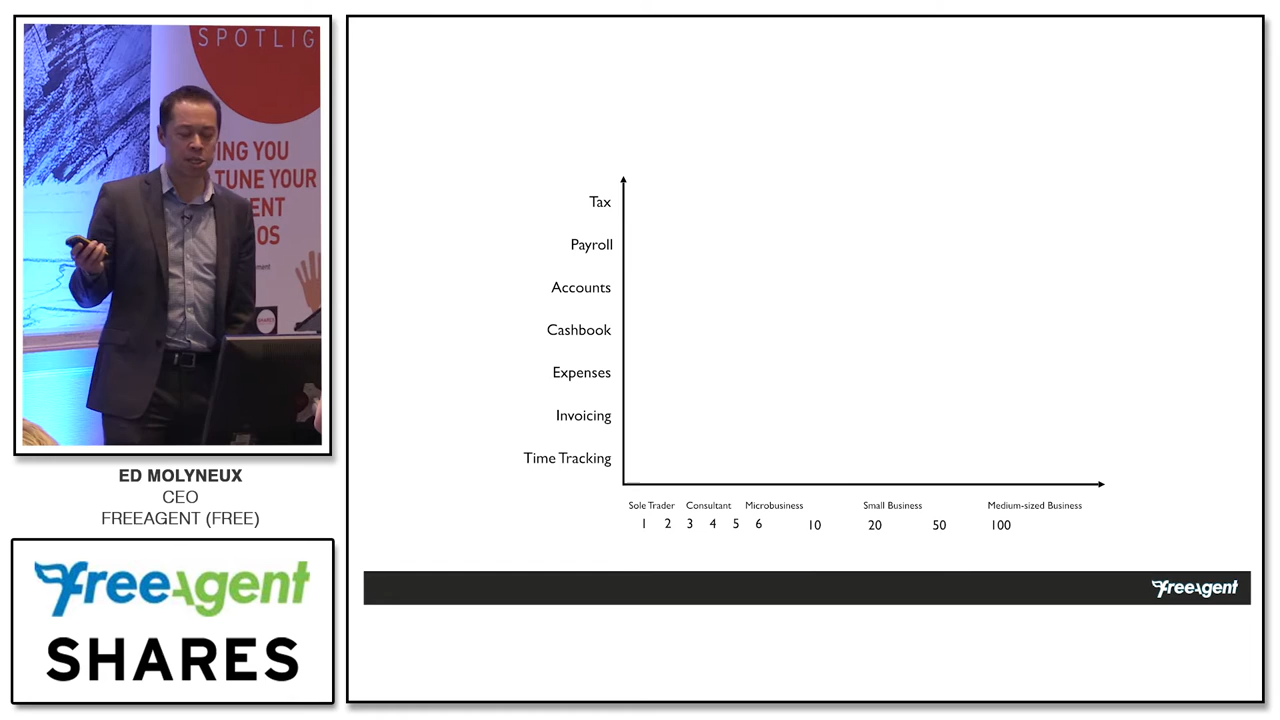 SPOTLIG
ING YOU
TUNE YOUR
ENT
OS
ement
SHARES
ED MOLYNEUX
CEO
FREEAGENT (FREE)
freeagent
SHARES
Tax
Payroll
Accounts
Cashbook
Expenses
Invoicing
Time Tracking
Sole Trader Consultant Microbusiness Small Business Medium-sized Business
1 2 3 4 5 6 10 20 50 100
freeagent